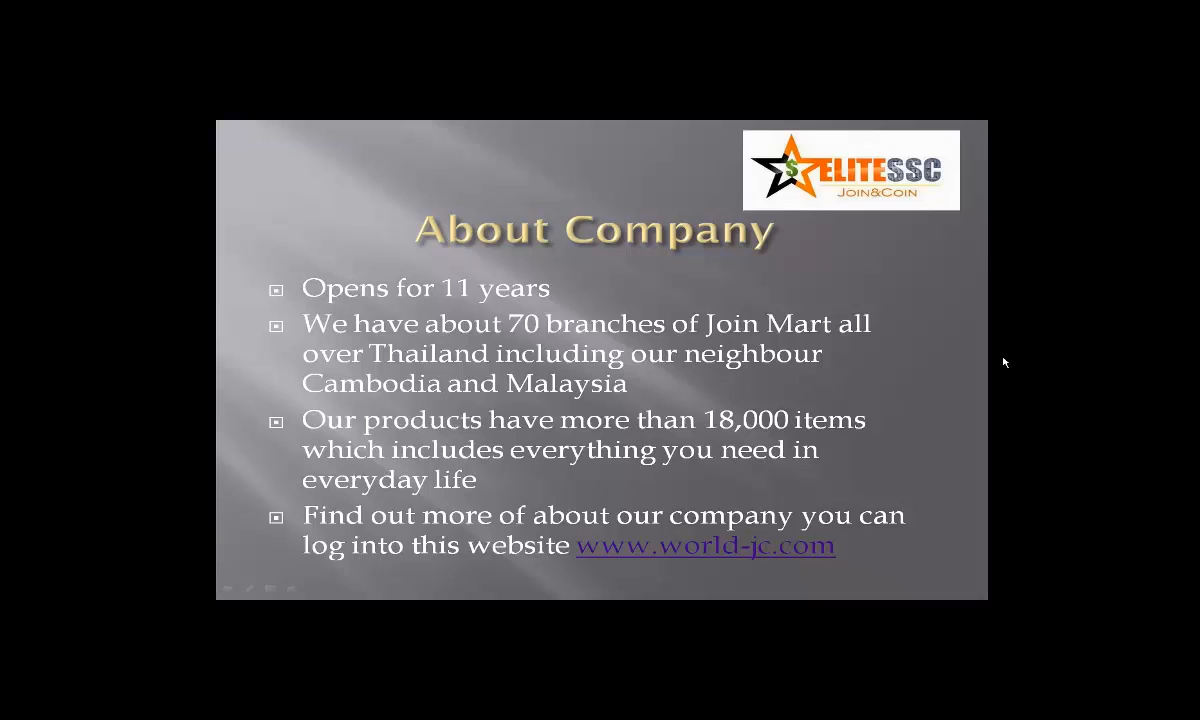 $ ELITESSC
JOIN&COIN
About Company
Opens for 11 years
We have about 70 branches of Join Mart all
over Thailand including our neighbour
Cambodia and Malaysia
Our products have more than 18,000 items
which includes everything you need in
everyday life
Find out more of about our company you can
log into this website www.world-jc.com